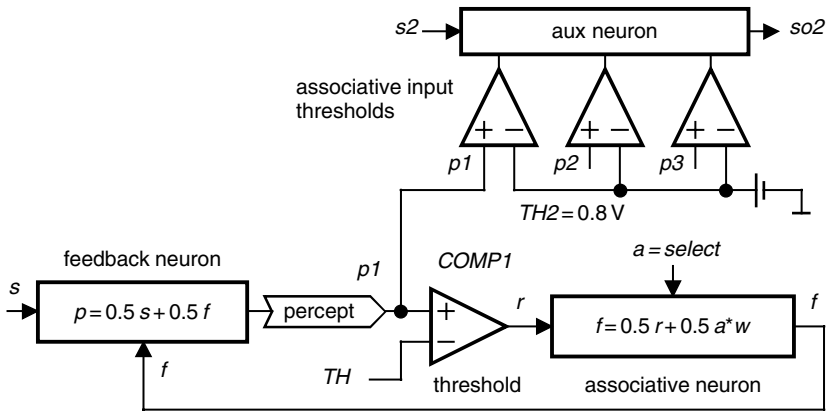 s2
aux neuron
so2
associative input
thresholds
+ −
+ −
+ −
p1
p2
p3
TH2 = 0.8 V
feedback neuron
p1
COMP1
a = select
s
p = 0.5 s + 0.5 f
percept
+
−
r
f = 0.5 r + 0.5 a* w
f
f
TH
threshold
associative neuron